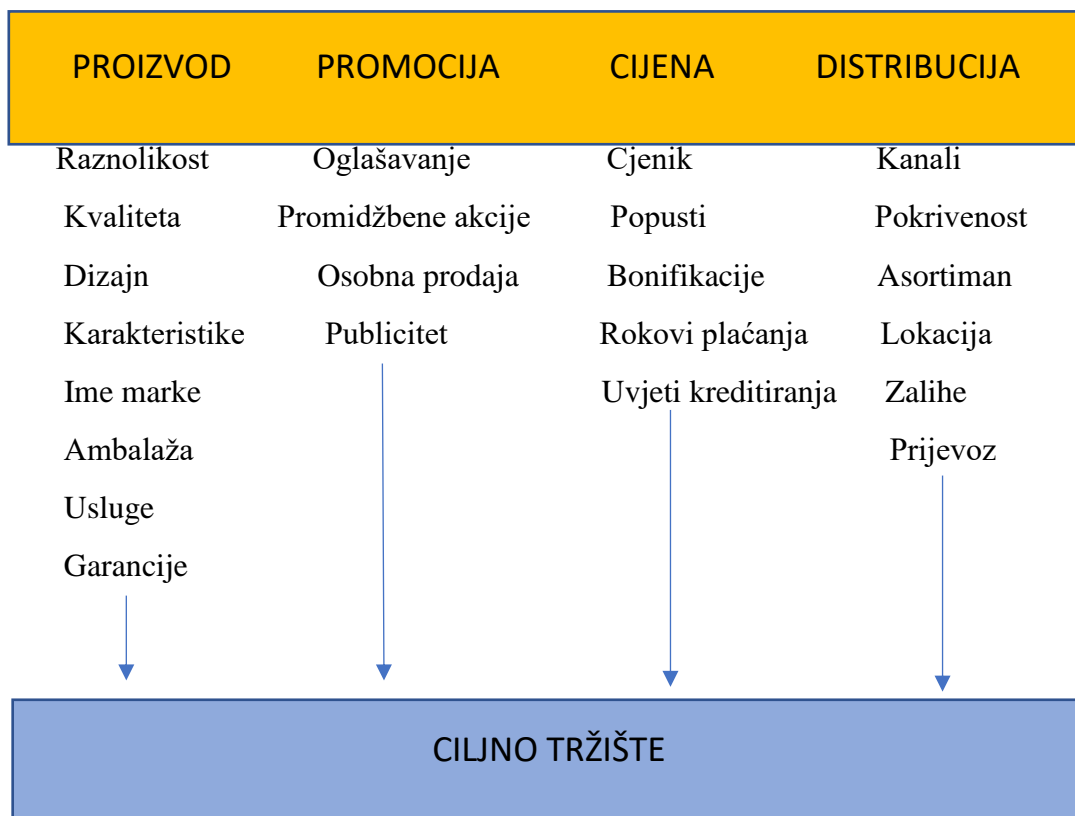 PROIZVOD PROMOCIJA CIJENA DISTRIBUCIJA
Raznolikost Oglašavanje Cjenik Kanali
Kvaliteta Promidžbene akcije Popusti Pokrivenost
Dizajn Osobna prodaja Bonifikacije Asortiman
Karakteristike Publicitet Rokovi plaćanja Lokacija
Ime marke Uvjeti kreditiranja Zalihe
Ambalaža Prijevoz
Usluge
Garancije
CILJNO TRŽIŠTE